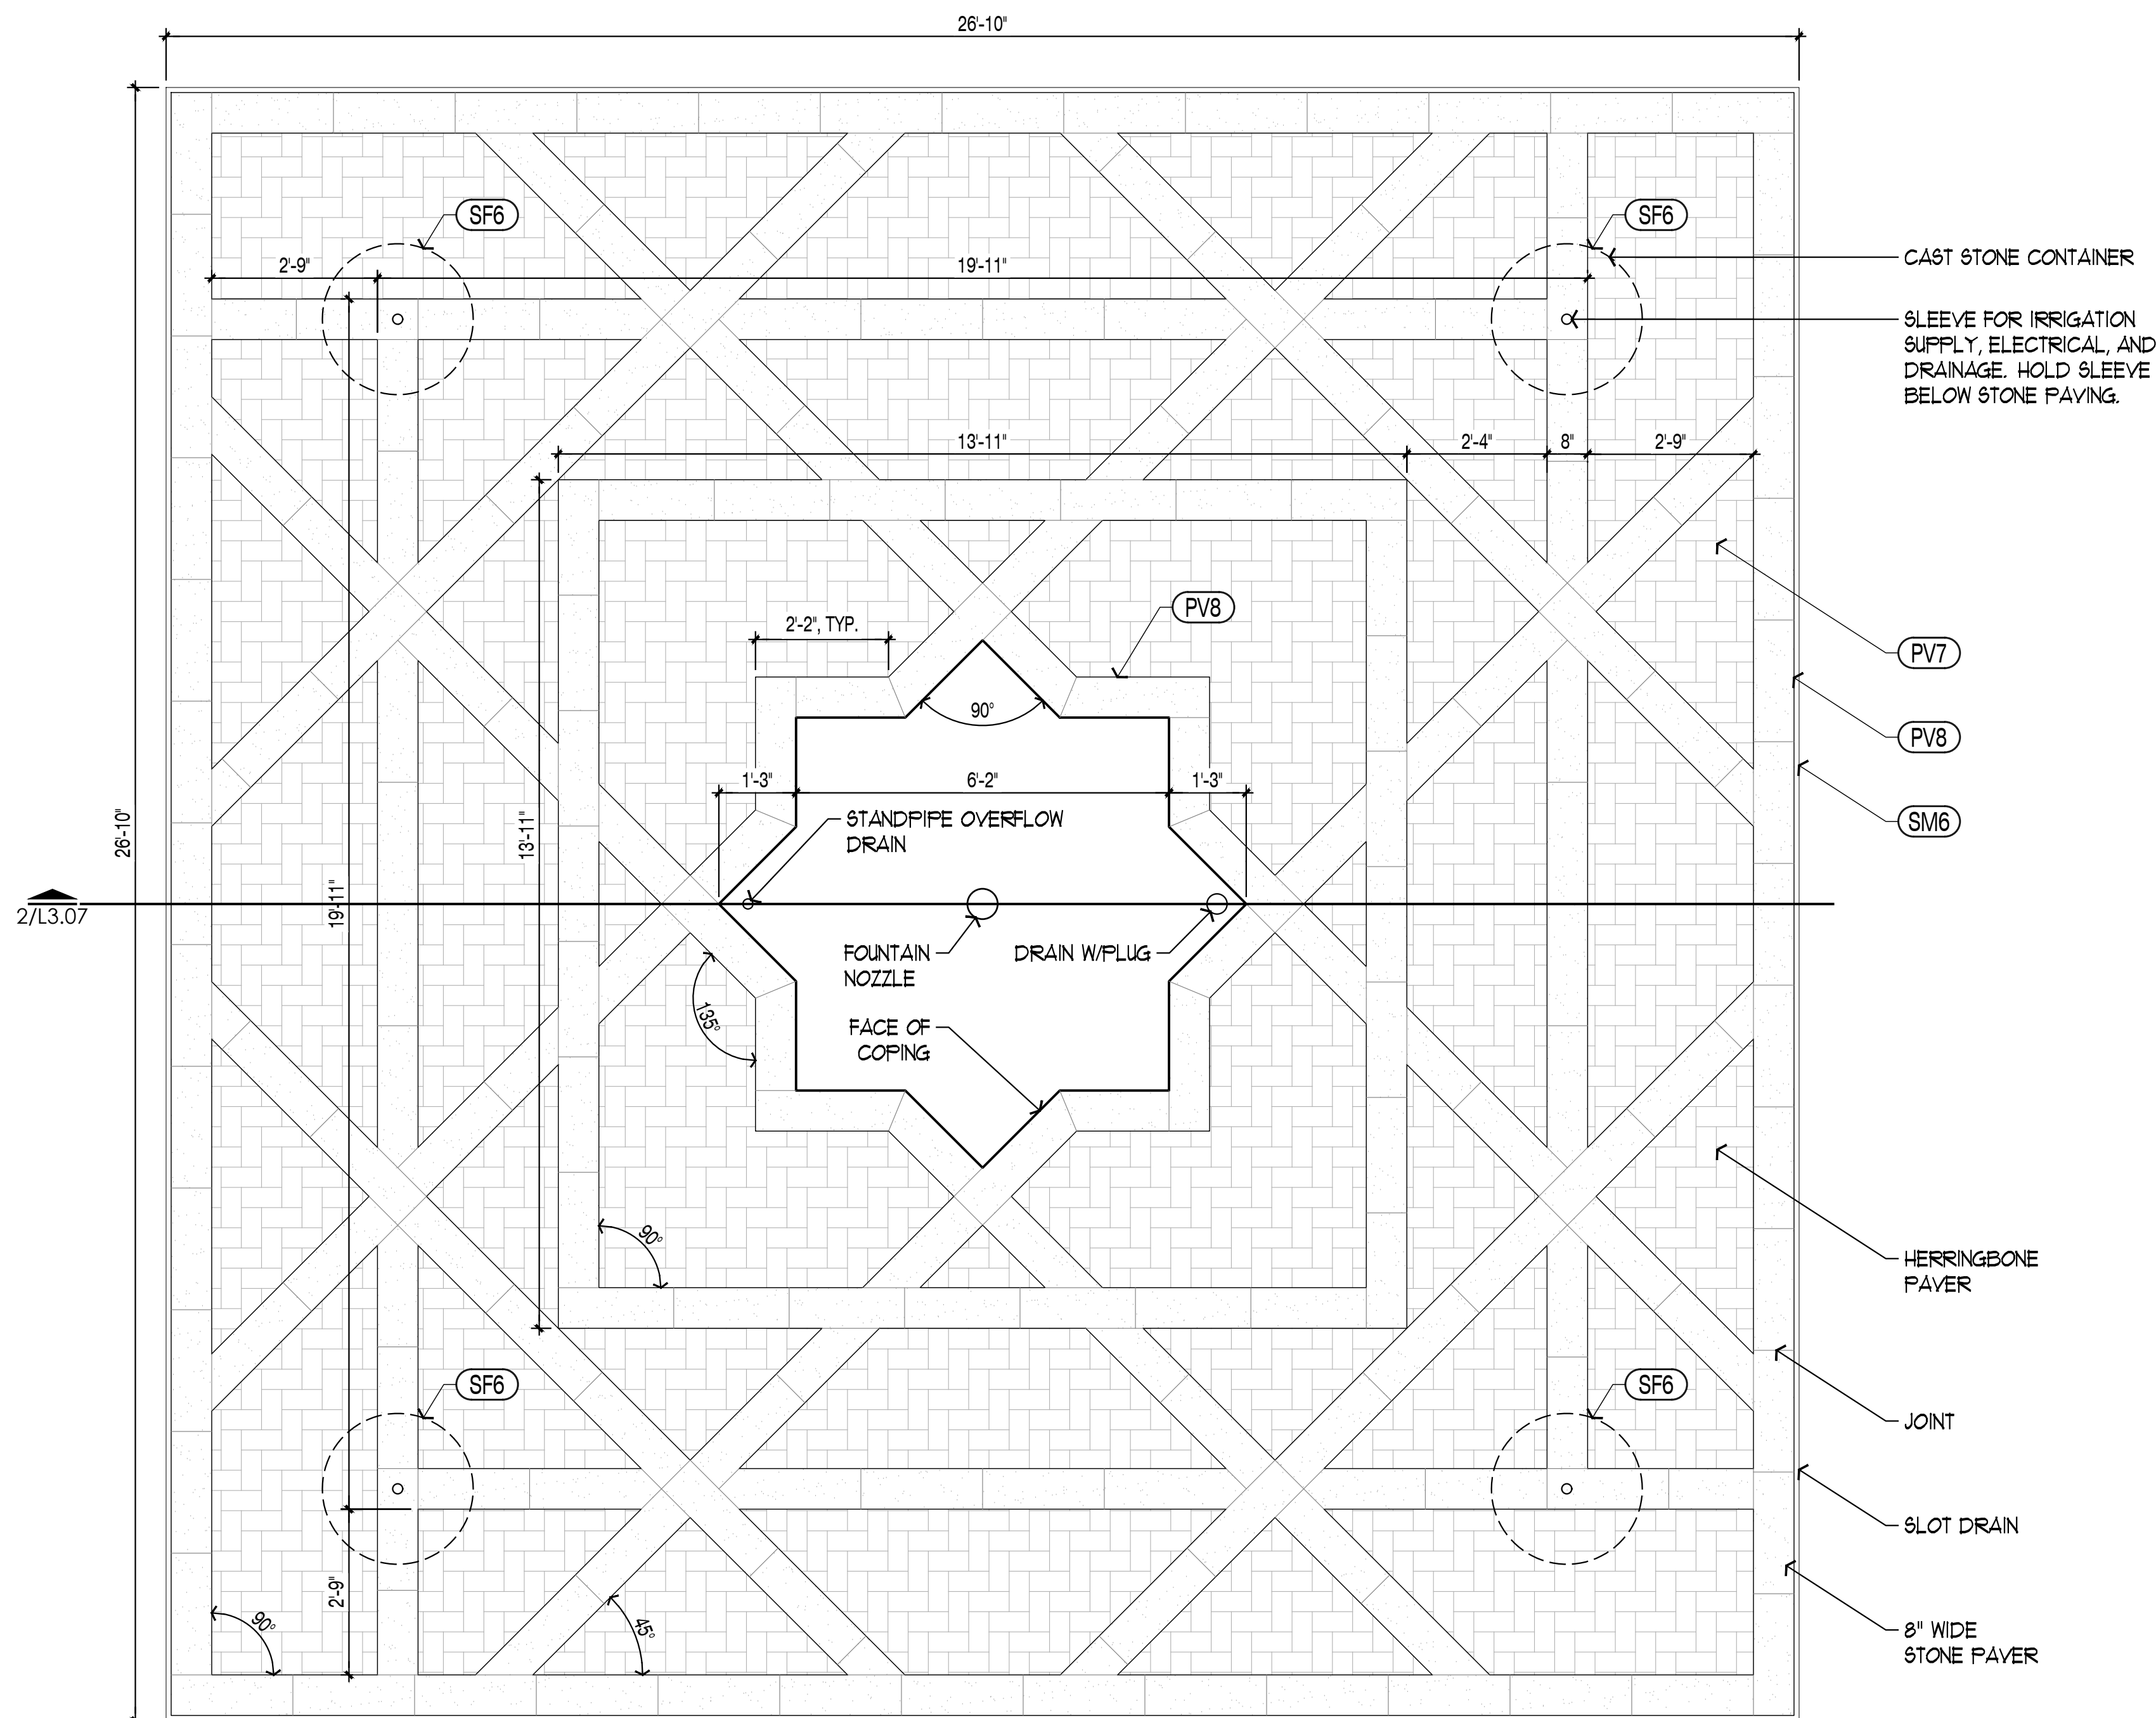 26'-10"
SF6
SF6
2'-9"
19'-11"
CAST STONE CONTAINER
SLEEVE FOR IRRIGATION
SUPPLY, ELECTRICAL, AND
DRAINAGE. HOLD SLEEVE
BELOW STONE PAVING.
13'-11"
2'-4"
8"
2'-9"
PV8
2'-2", TYP.
PV7
90°
PV8
1'-3"
6'-2"
1'-3"
STANDPIPE OVERFLOW
DRAIN
SM6
26'-10"
13'-11"
19'-11"
2/L3.07
FOUNTAIN
NOZZLE
DRAIN W/PLUG
135°
FACE OF
COPING
90°
HERRINGBONE
PAVER
SF6
SF6
JOINT
SLOT DRAIN
2'-9"
90°
45°
8" WIDE
STONE PAVER